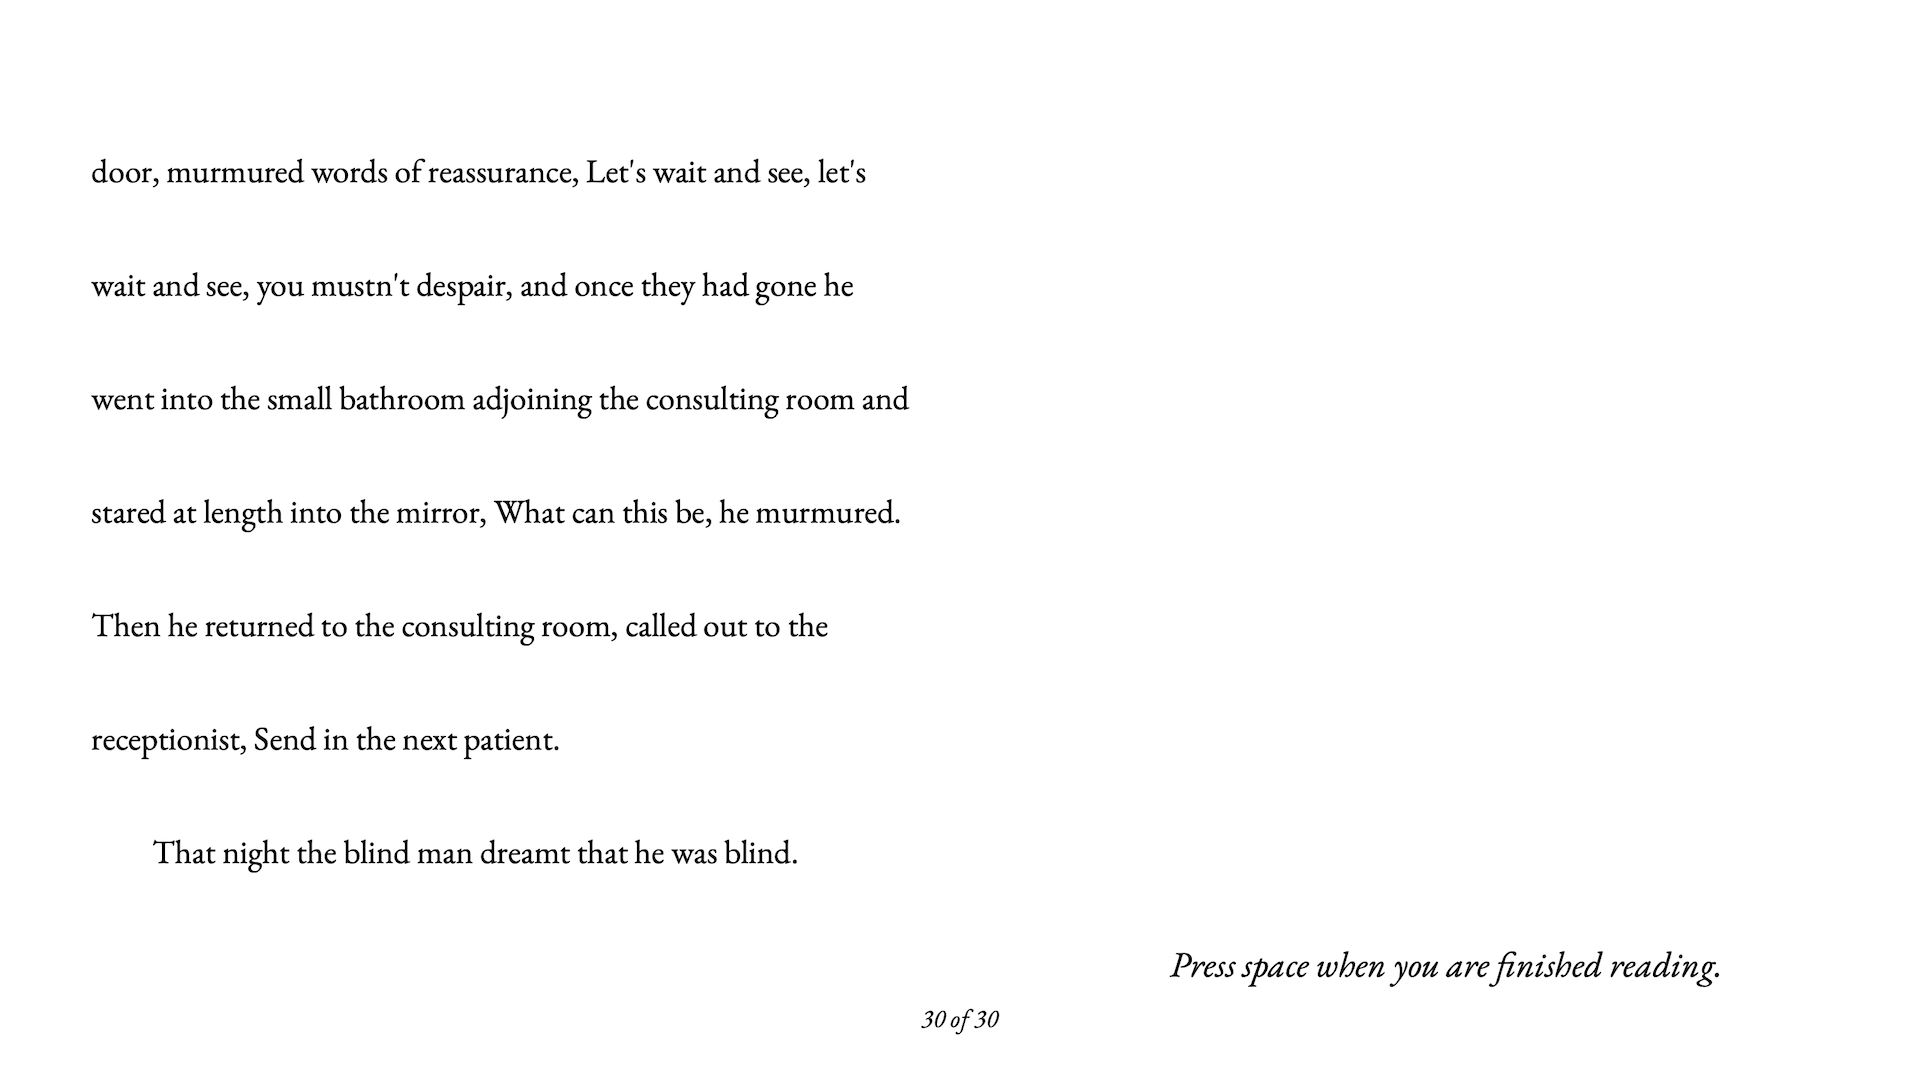 door, murmured words of reassurance, Let's wait and see, let's
wait and see, you mustn't despair, and once they had gone he
went into the small bathroom adjoining the consulting room and
stared at length into the mirror, What can this be, he murmured.
Then he returned to the consulting room, called out to the
receptionist, Send in the next patient.
That night the blind man dreamt that he was blind.
Press space when you are finished reading.
30 of 30